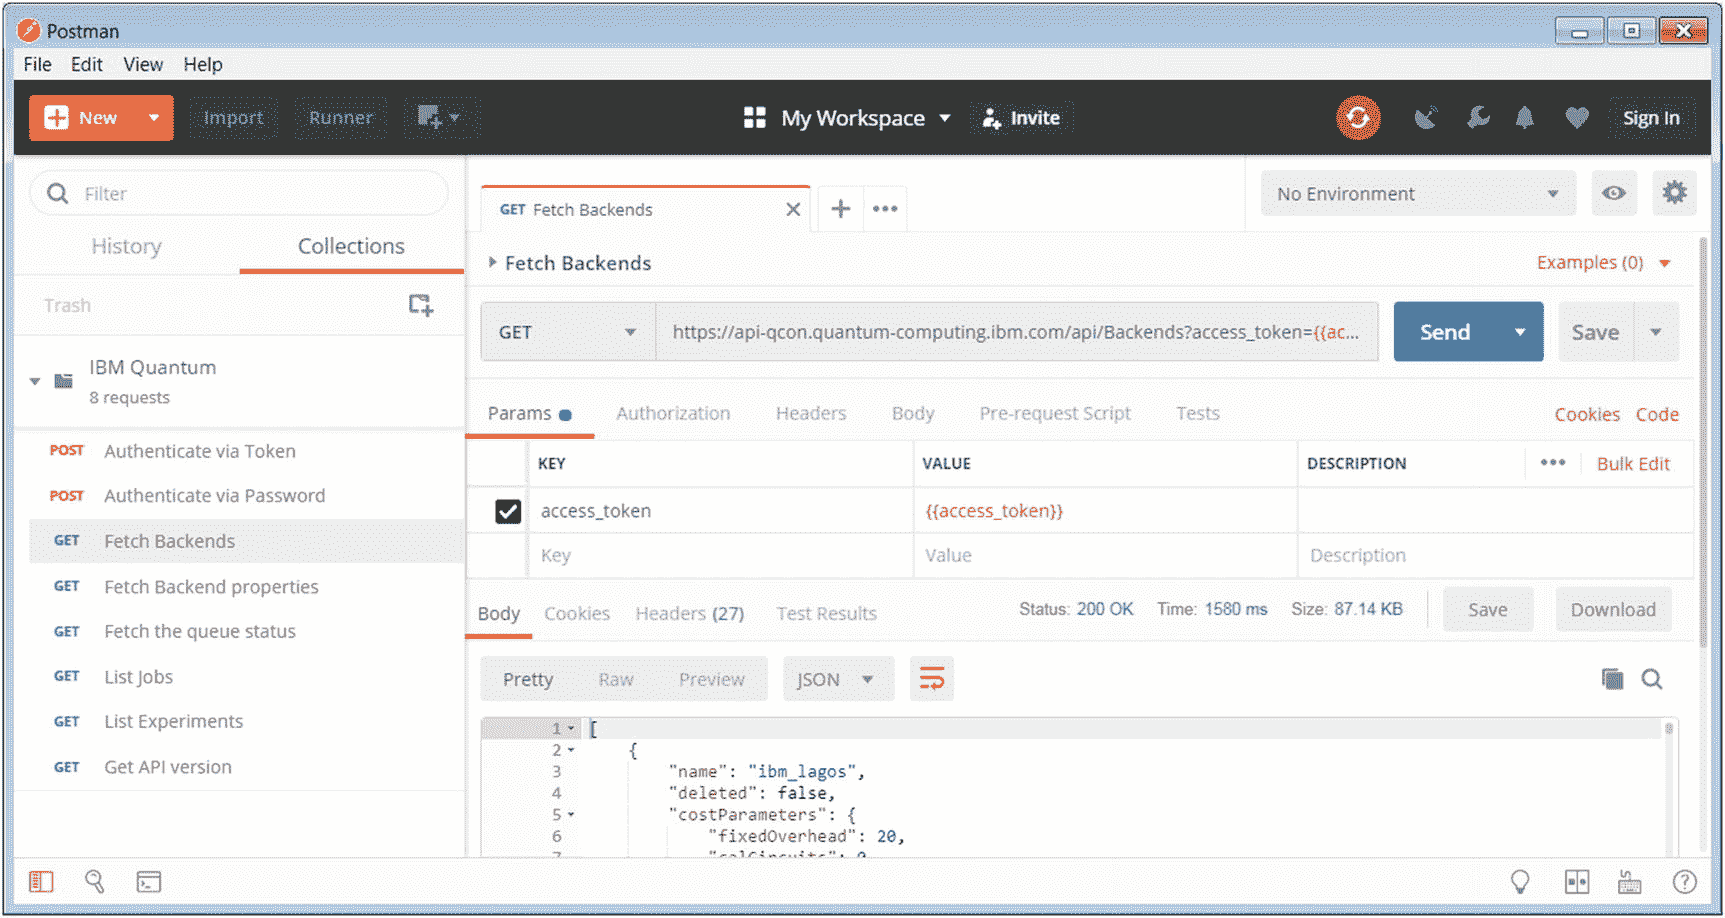 Postman
File Edit View Help
New Import Runner My Workspace Invite Sign In
Filter
History Collections
Trash
IBM Quantum
8 requests
POST Authenticate via Token
POST Authenticate via Password
GET Fetch Backends
GET Fetch Backend properties
GET Fetch the queue status
GET List Jobs
GET List Experiments
GET Get API version
GET Fetch Backends
No Environment
Fetch Backends
Examples (0)
GET https://api-qcon.quantum-computing.ibm.com/api/Backends?access_token={{ac... Send Save
Params Authorization Headers Body Pre-request Script Tests Cookies Code
KEY VALUE DESCRIPTION Bulk Edit
access_token {{access_token}}
Key Value Description
Body Cookies Headers (27) Test Results Status: 200 OK Time: 1580 ms Size: 87.14 KB Save Download
Pretty Raw Preview JSON
1 [
2 {
3 "name": "ibm_lagos",
4 "deleted": false,
5 "costParameters": {
6 "fixedOverhead": 20,